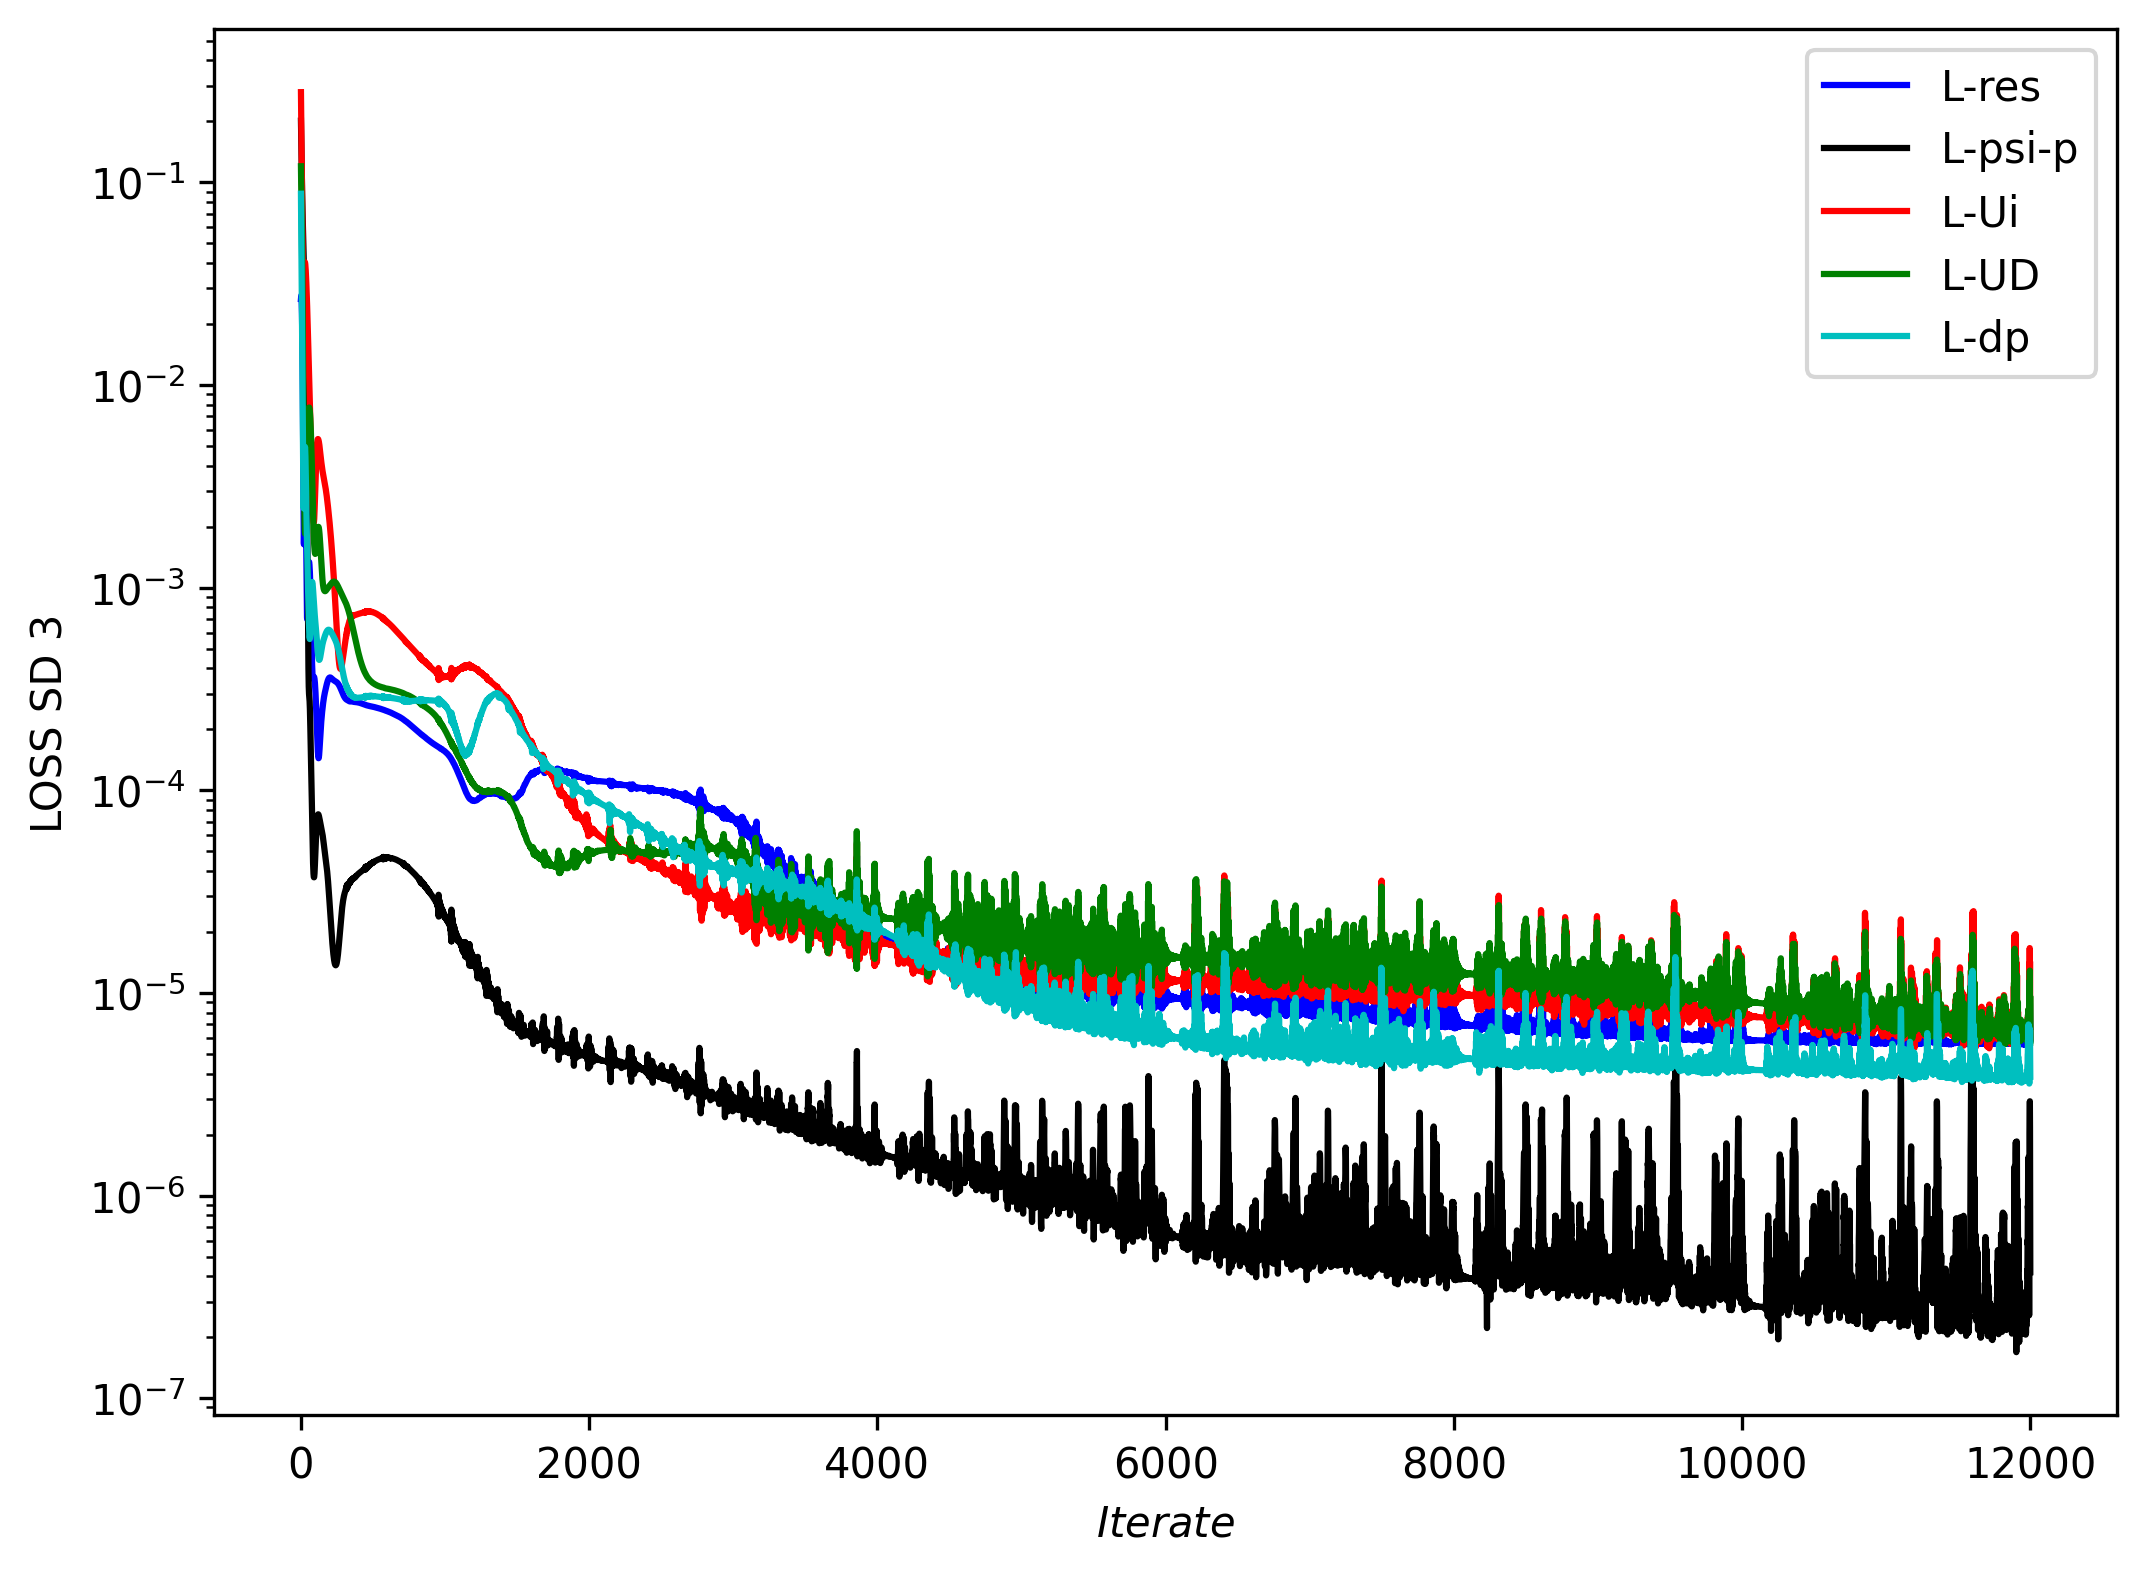 L-res
L-psi-p
L-Ui
L-UD
L-dp
LOSS SD 3
10⁻¹
10⁻²
10⁻³
10⁻⁴
10⁻⁵
10⁻⁶
10⁻⁷
0 2000 4000 6000 8000 10000 12000
Iterate